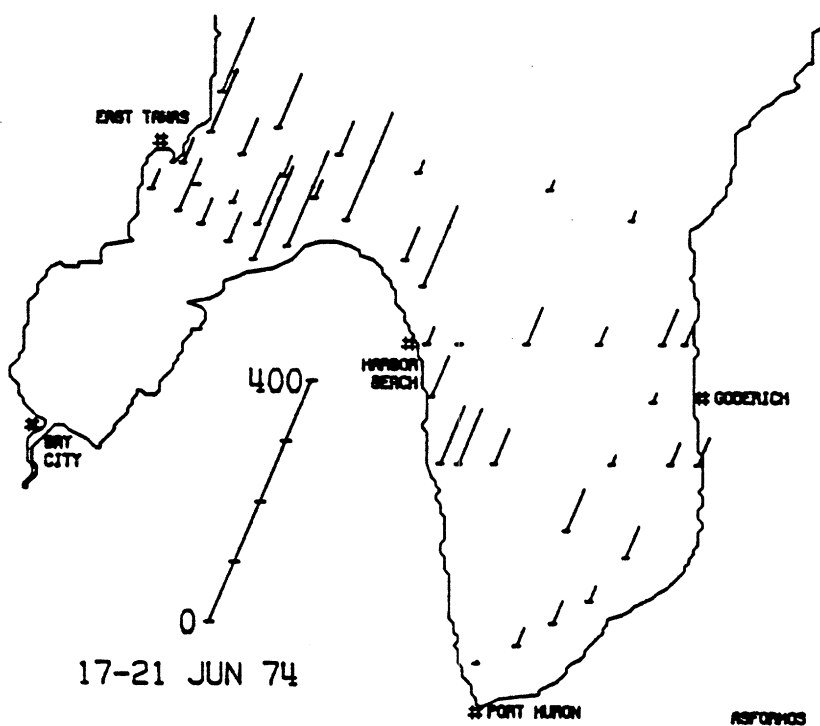 EAST TAWAS
#
#
HARBOR
BEACH
400
# GODERICH
#
BAY
CITY
0
17-21 JUN 74
# PORT HURON
ASFORMOS